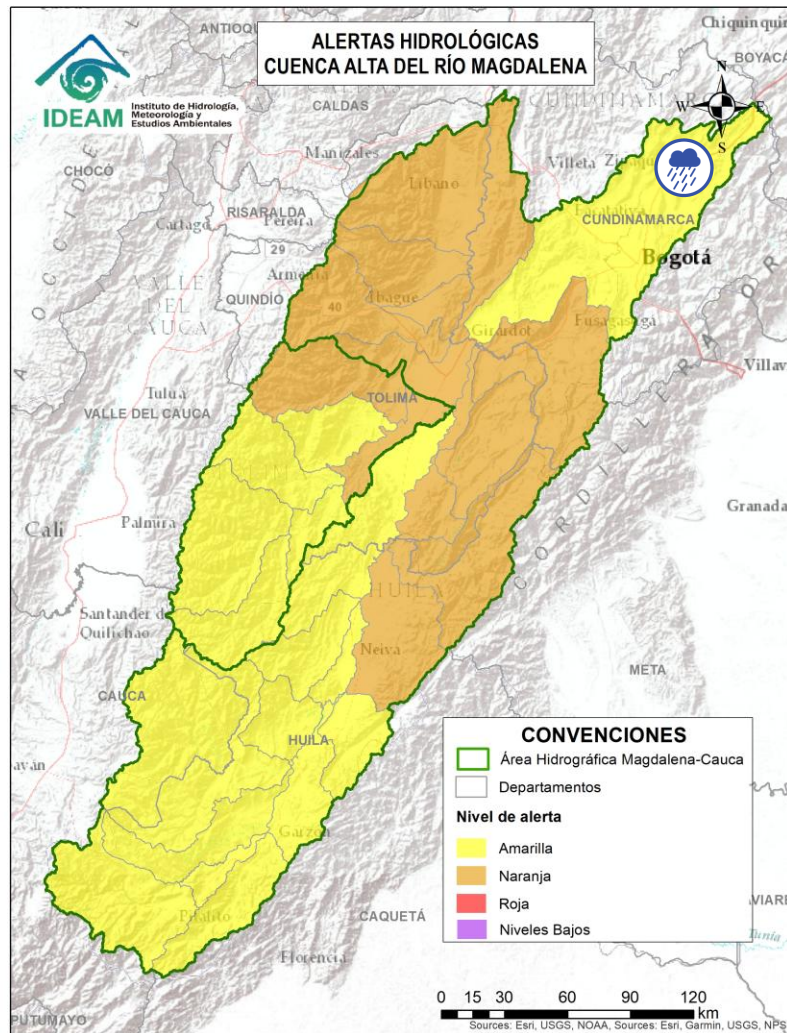 ALERTAS HIDROLÓGICAS
CUENCA ALTA DEL RÍO MAGDALENA
IDEAM
Instituto de Hidrología,
Meteorología y
Estudios Ambientales
ANTIOQUIA
Chiquinquirá
BOYACÁ
CALDAS
CUNDINAMARCA
N
W
E
S
Manizales
Líbano
Villeta
CHOCÓ
RISARALDA
Pereira
Cartago
29
Armenia
CUNDINAMARCA
Bogotá
40
Ibague
QUINDÍO
VALLE
DEL
CAUCA
Girardot
Fusagasugá
Tuluá
TOLIMA
VALLE DEL CAUCA
CORDILLERA
Granada
Cali
Palmira
HUILA
Santander de
Quilichao
Neiva
META
CAUCA
HUILA
Garzón
Pitalito
CAQUETÁ
Florencia
PUTUMAYO
CONVENCIONES
Área Hidrográfica Magdalena-Cauca
Departamentos
Nivel de alerta
Amarilla
Naranja
Roja
Niveles Bajos
0 15 30 60 90 120
km
Sources: Esri, USGS, NOAA, Sources: Esri, Garmin, USGS, NPS